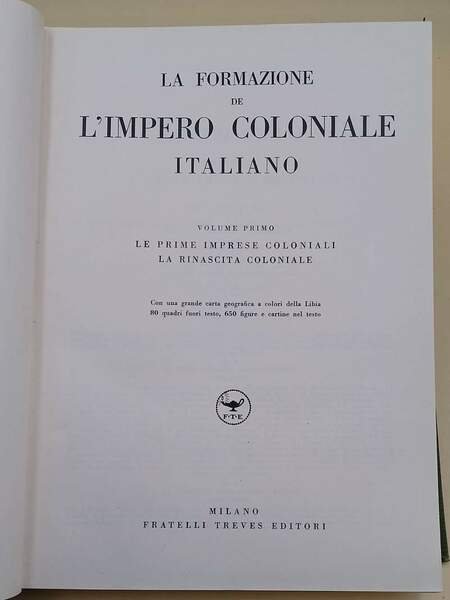 LA FORMAZIONE
DE
L'IMPERO COLONIALE
ITALIANO
VOLUME PRIMO
LE PRIME IMPRESE COLONIALI
LA RINASCITA COLONIALE
Con una grande carta geografica a colori della Libia
80 quadri fuori testo, 650 figure e cartine nel testo
F·T·E
MILANO
FRATELLI TREVES EDITORI